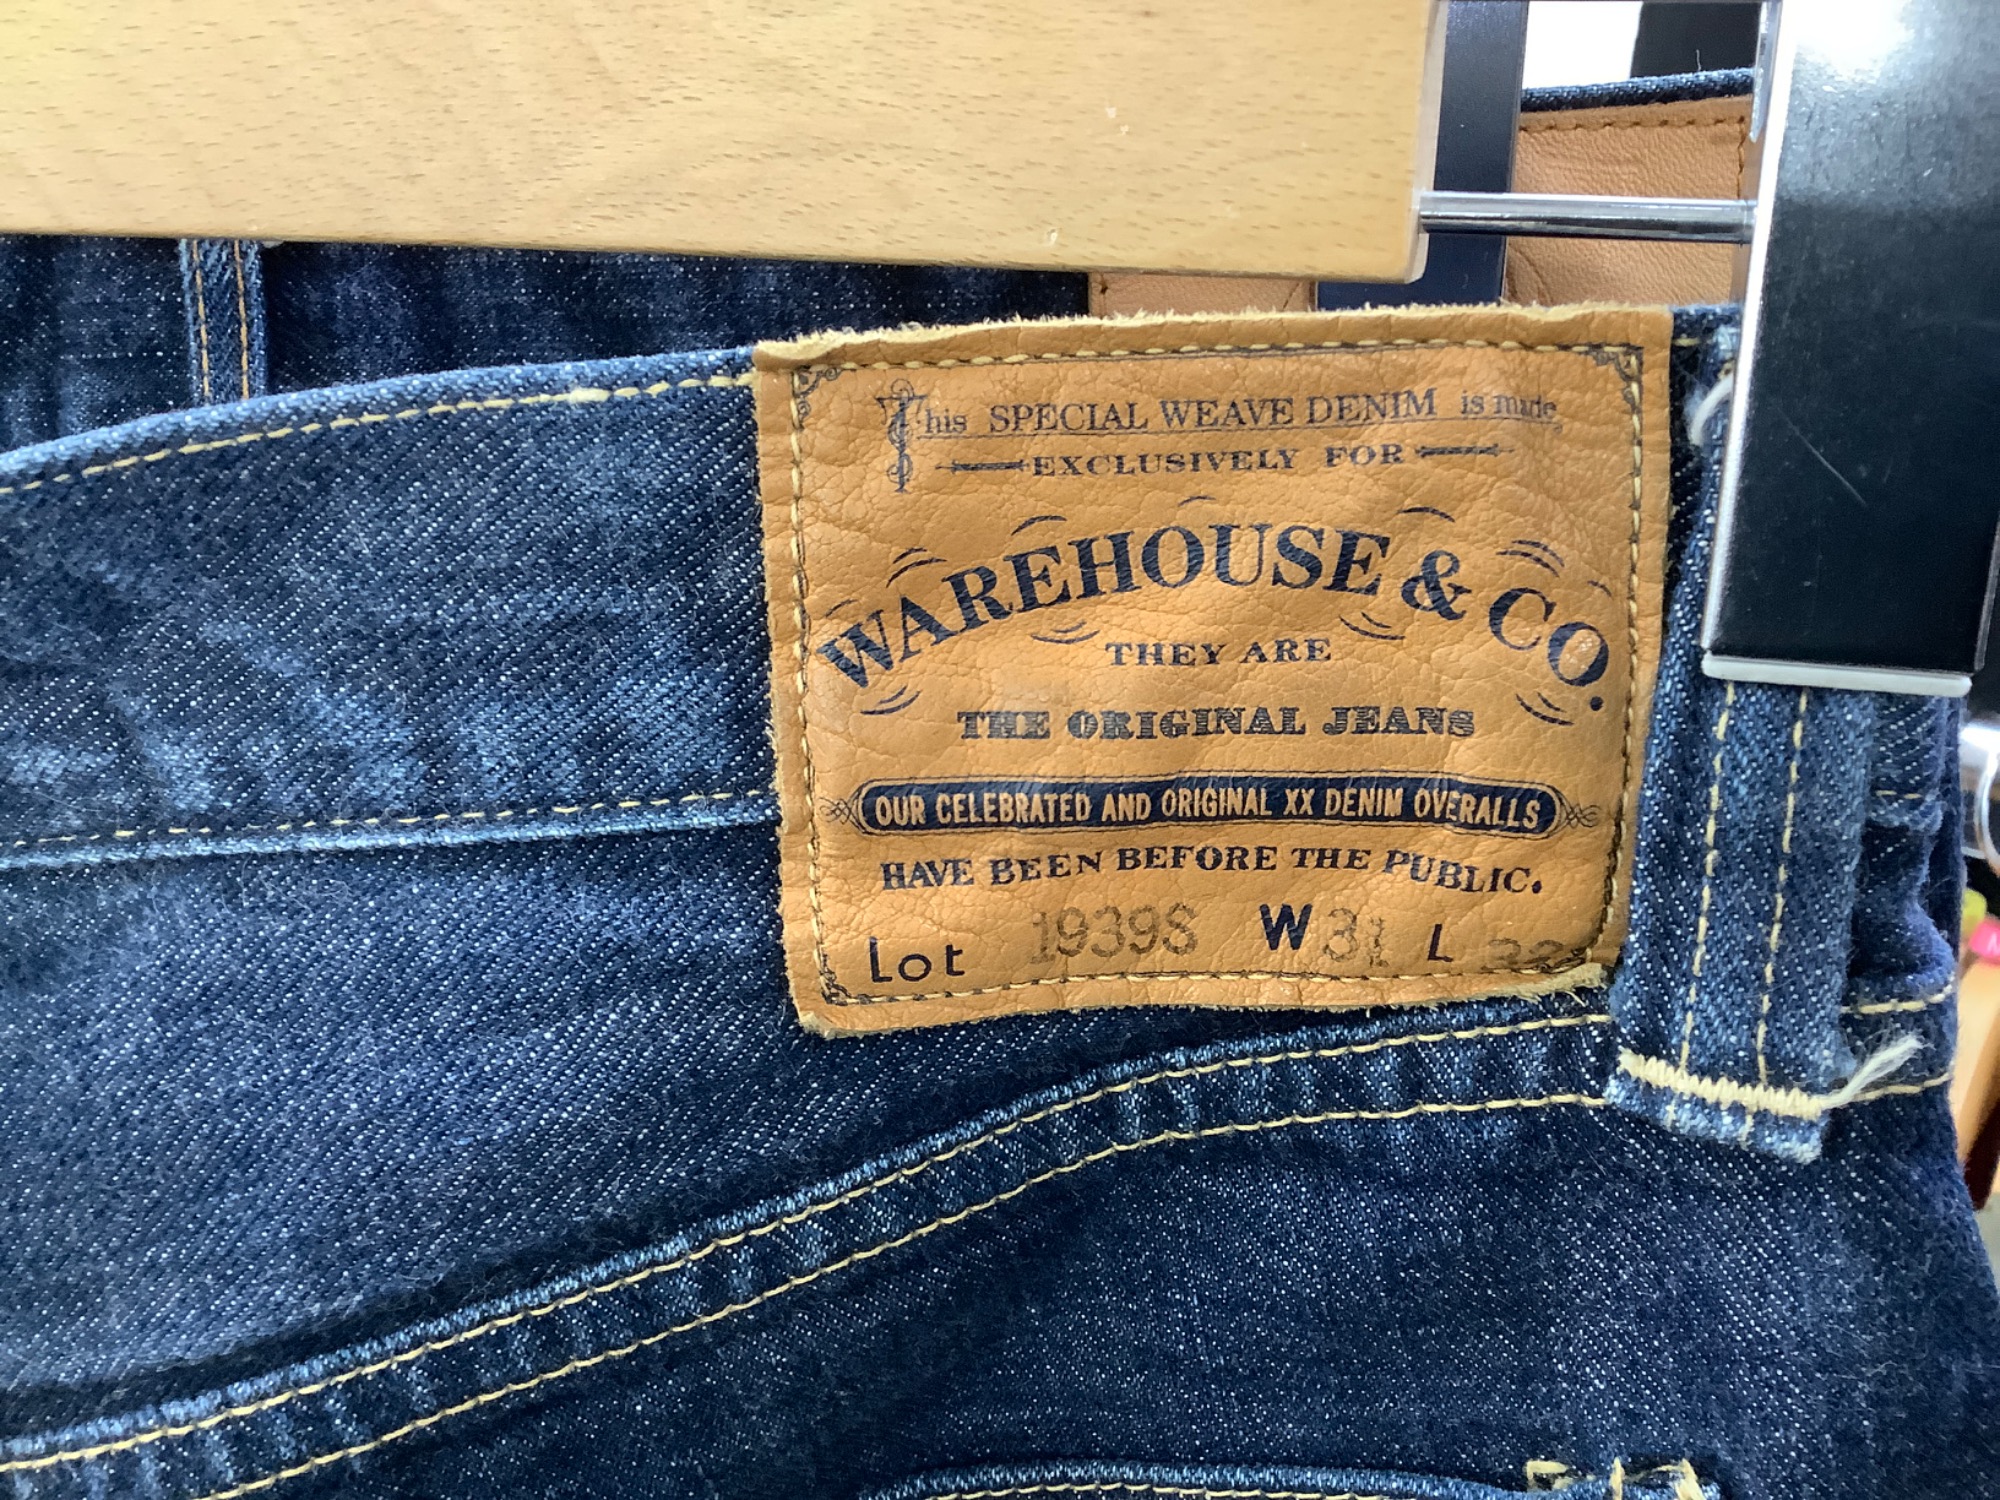 This SPECIAL WEAVE DENIM is made
EXCLUSIVELY FOR
WAREHOUSE & CO.
THEY ARE
THE ORIGINAL JEANS
OUR CELEBRATED AND ORIGINAL XX DENIM OVERALLS
HAVE BEEN BEFORE THE PUBLIC.
Lot 1939S W 31 L